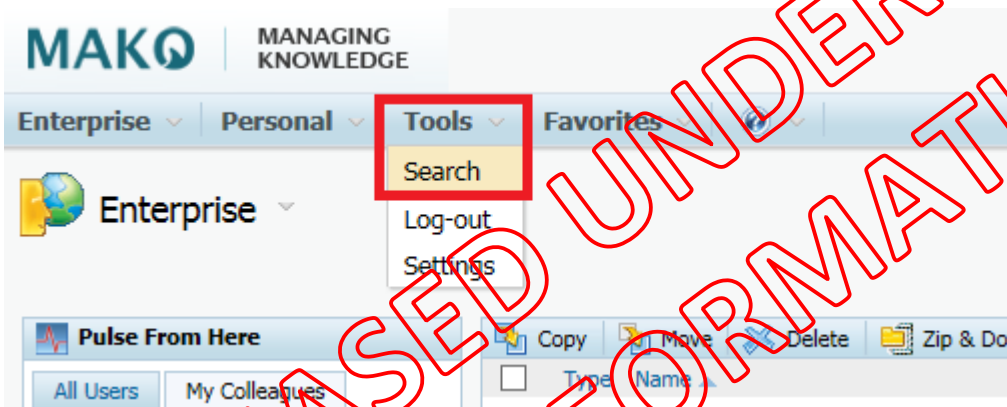 MAKO
MANAGING
KNOWLEDGE
Enterprise Personal Tools Favorites
Search
Log-out
Settings
Enterprise
Pulse From Here
All Users My Colleagues
Copy Move Delete Zip & Do
Type Name
ASED UNDER
FORMATI